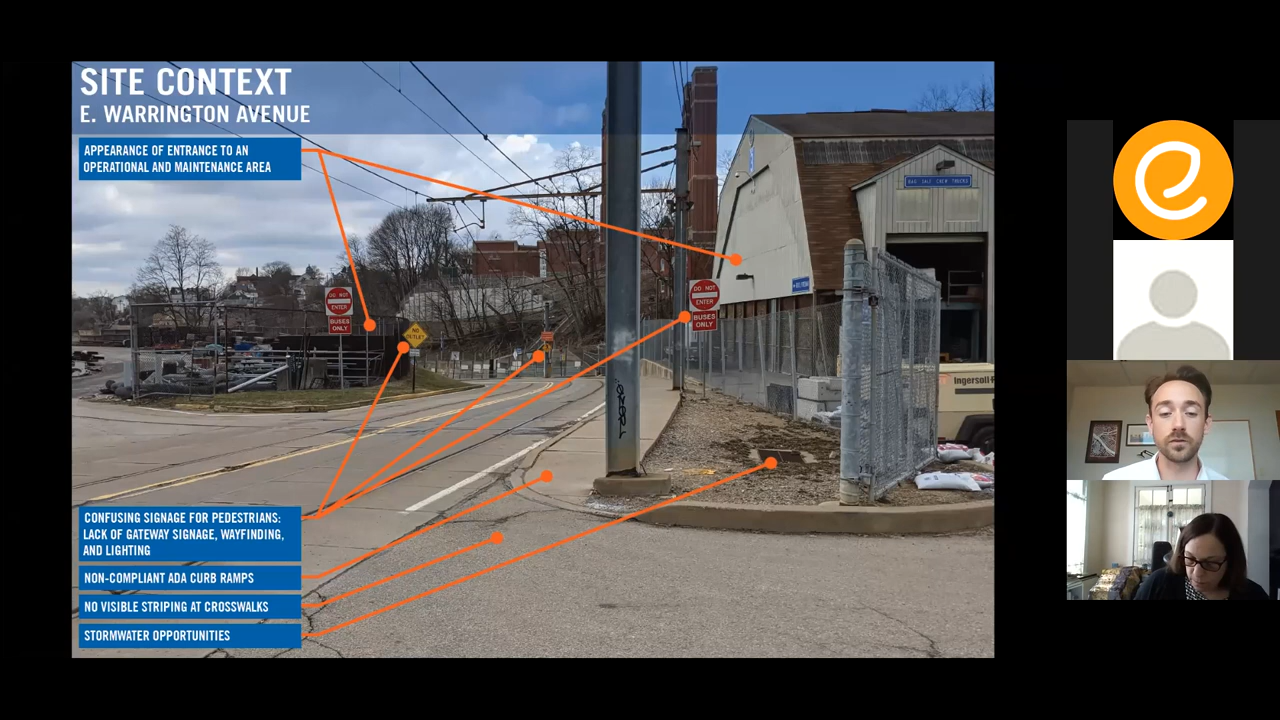 SITE CONTEXT
E. WARRINGTON AVENUE
APPEARANCE OF ENTRANCE TO AN
OPERATIONAL AND MAINTENANCE AREA
DO NOT
ENTER
BUSES
ONLY
NO
OUTLET
DO NOT
ENTER
BUSES
ONLY
Ingersoll-R
CONFUSING SIGNAGE FOR PEDESTRIANS:
LACK OF GATEWAY SIGNAGE, WAYFINDING,
AND LIGHTING
NON-COMPLIANT ADA CURB RAMPS
NO VISIBLE STRIPING AT CROSSWALKS
STORMWATER OPPORTUNITIES